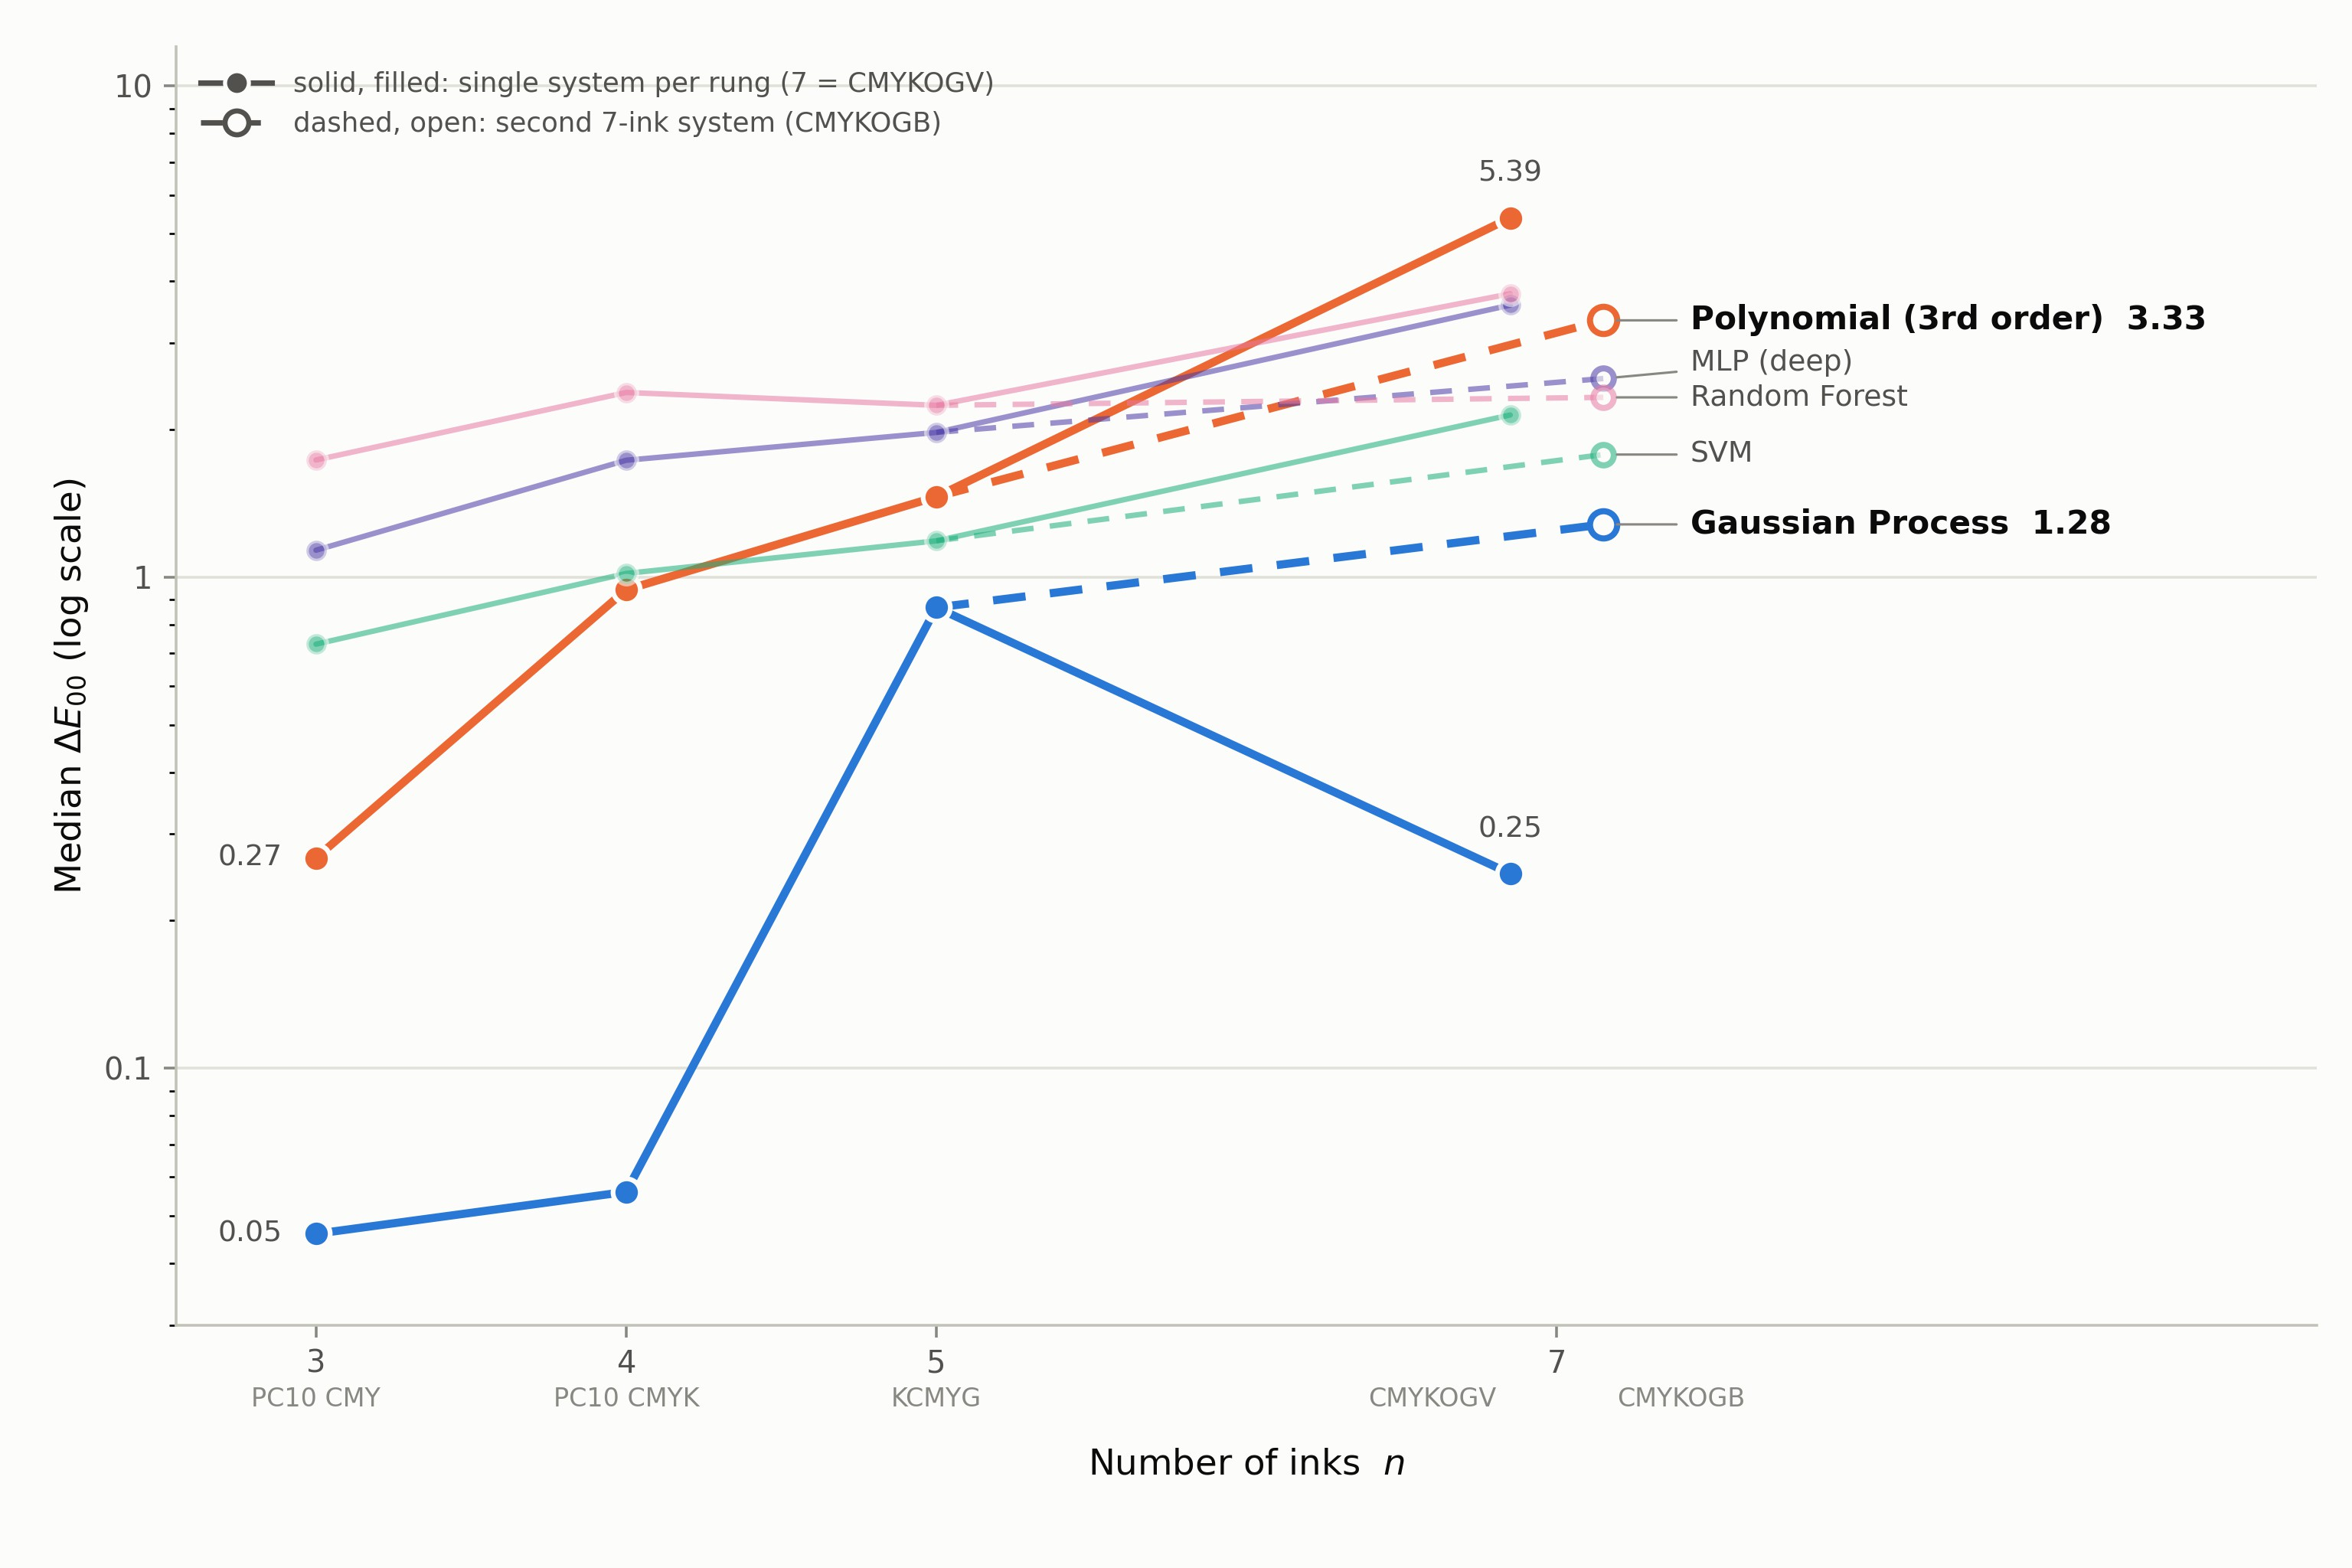 10
solid, filled: single system per rung (7 = CMYKOGV)
dashed, open: second 7-ink system (CMYKOGB)
5.39
Polynomial (3rd order) 3.33
MLP (deep)
Random Forest
SVM
Gaussian Process 1.28
1
Median ΔE₀₀ (log scale)
0.27
0.25
0.1
0.05
3 4 5 7
PC10 CMY PC10 CMYK KCMYG CMYKOGV CMYKOGB
Number of inks n